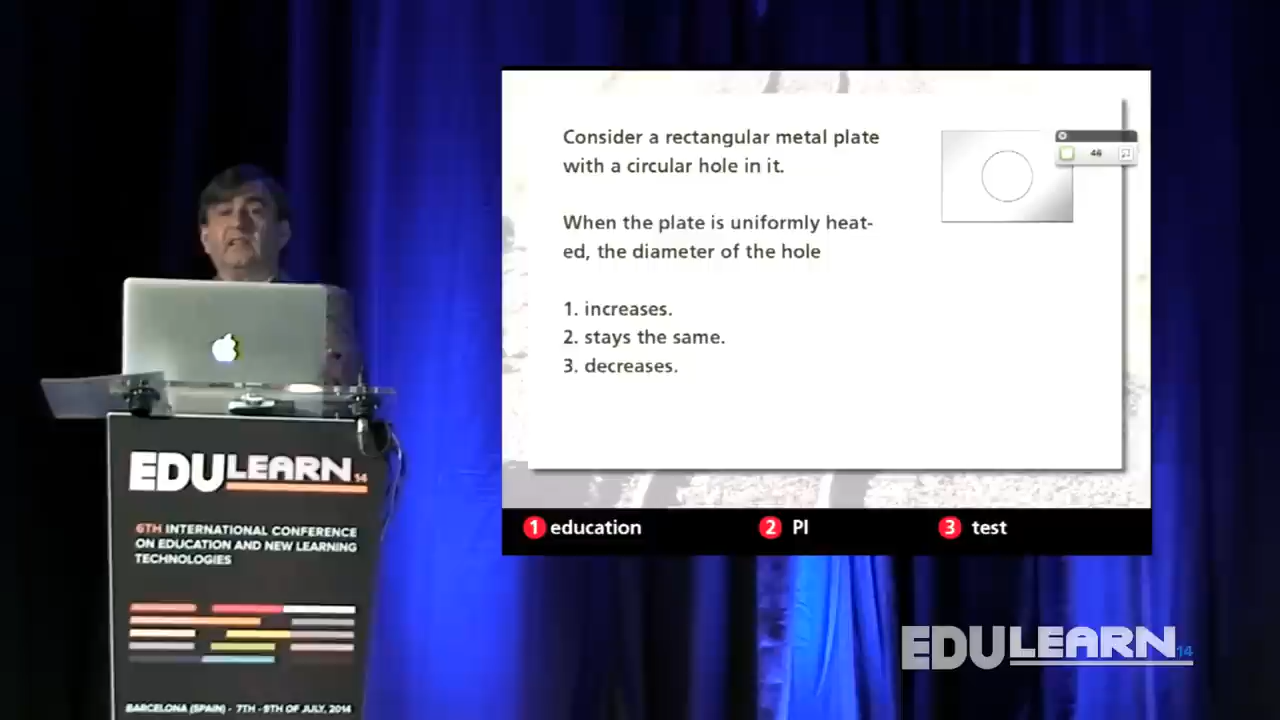 Consider a rectangular metal plate
with a circular hole in it.
When the plate is uniformly heat-
ed, the diameter of the hole
1. increases.
2. stays the same.
3. decreases.
46
1 education
2 PI
3 test
EDULEARN14
6TH INTERNATIONAL CONFERENCE
ON EDUCATION AND NEW LEARNING
TECHNOLOGIES
BARCELONA (SPAIN) - 7TH - 9TH OF JULY, 2014
EDULEARN14